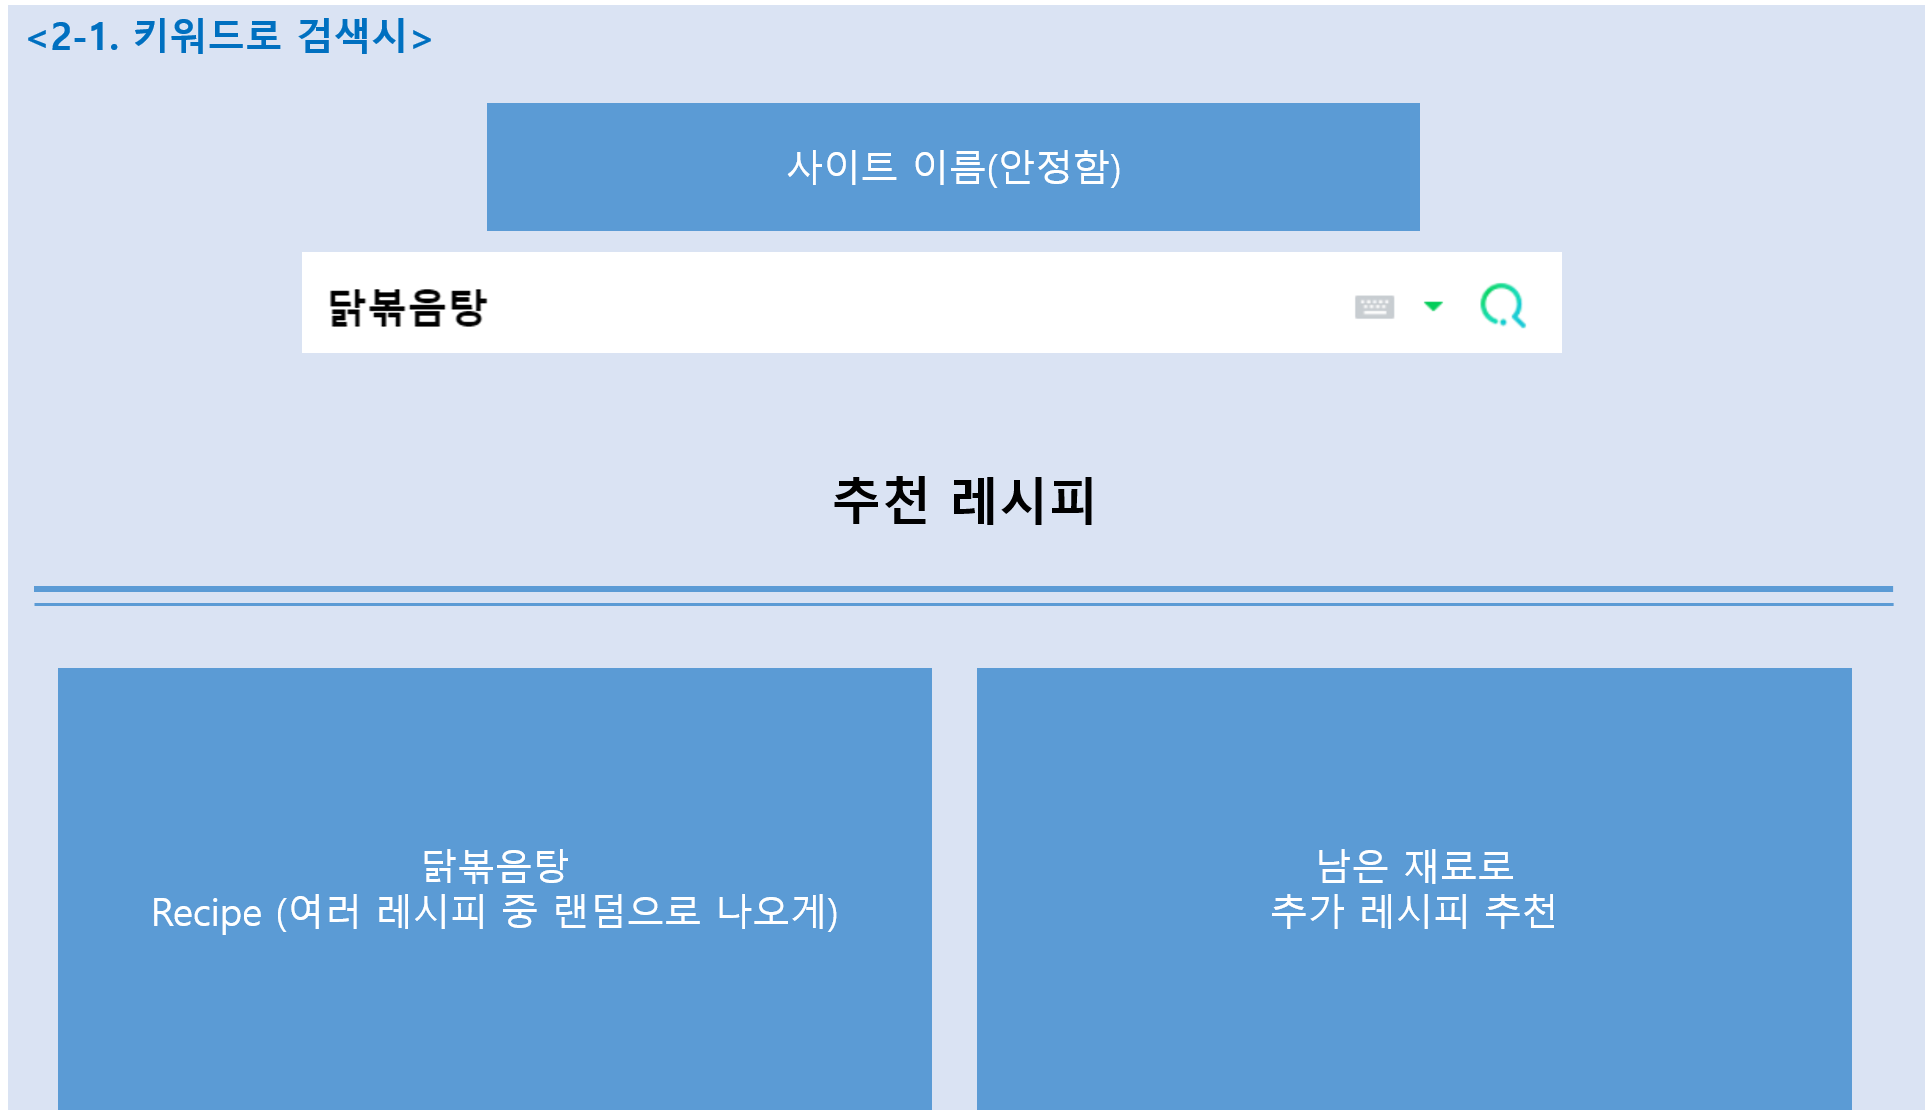 <2-1. 키워드로 검색시>
사이트 이름(안정함)
닭볶음탕
추천 레시피
닭볶음탕
Recipe (여러 레시피 중 랜덤으로 나오게)
남은 재료로
추가 레시피 추천